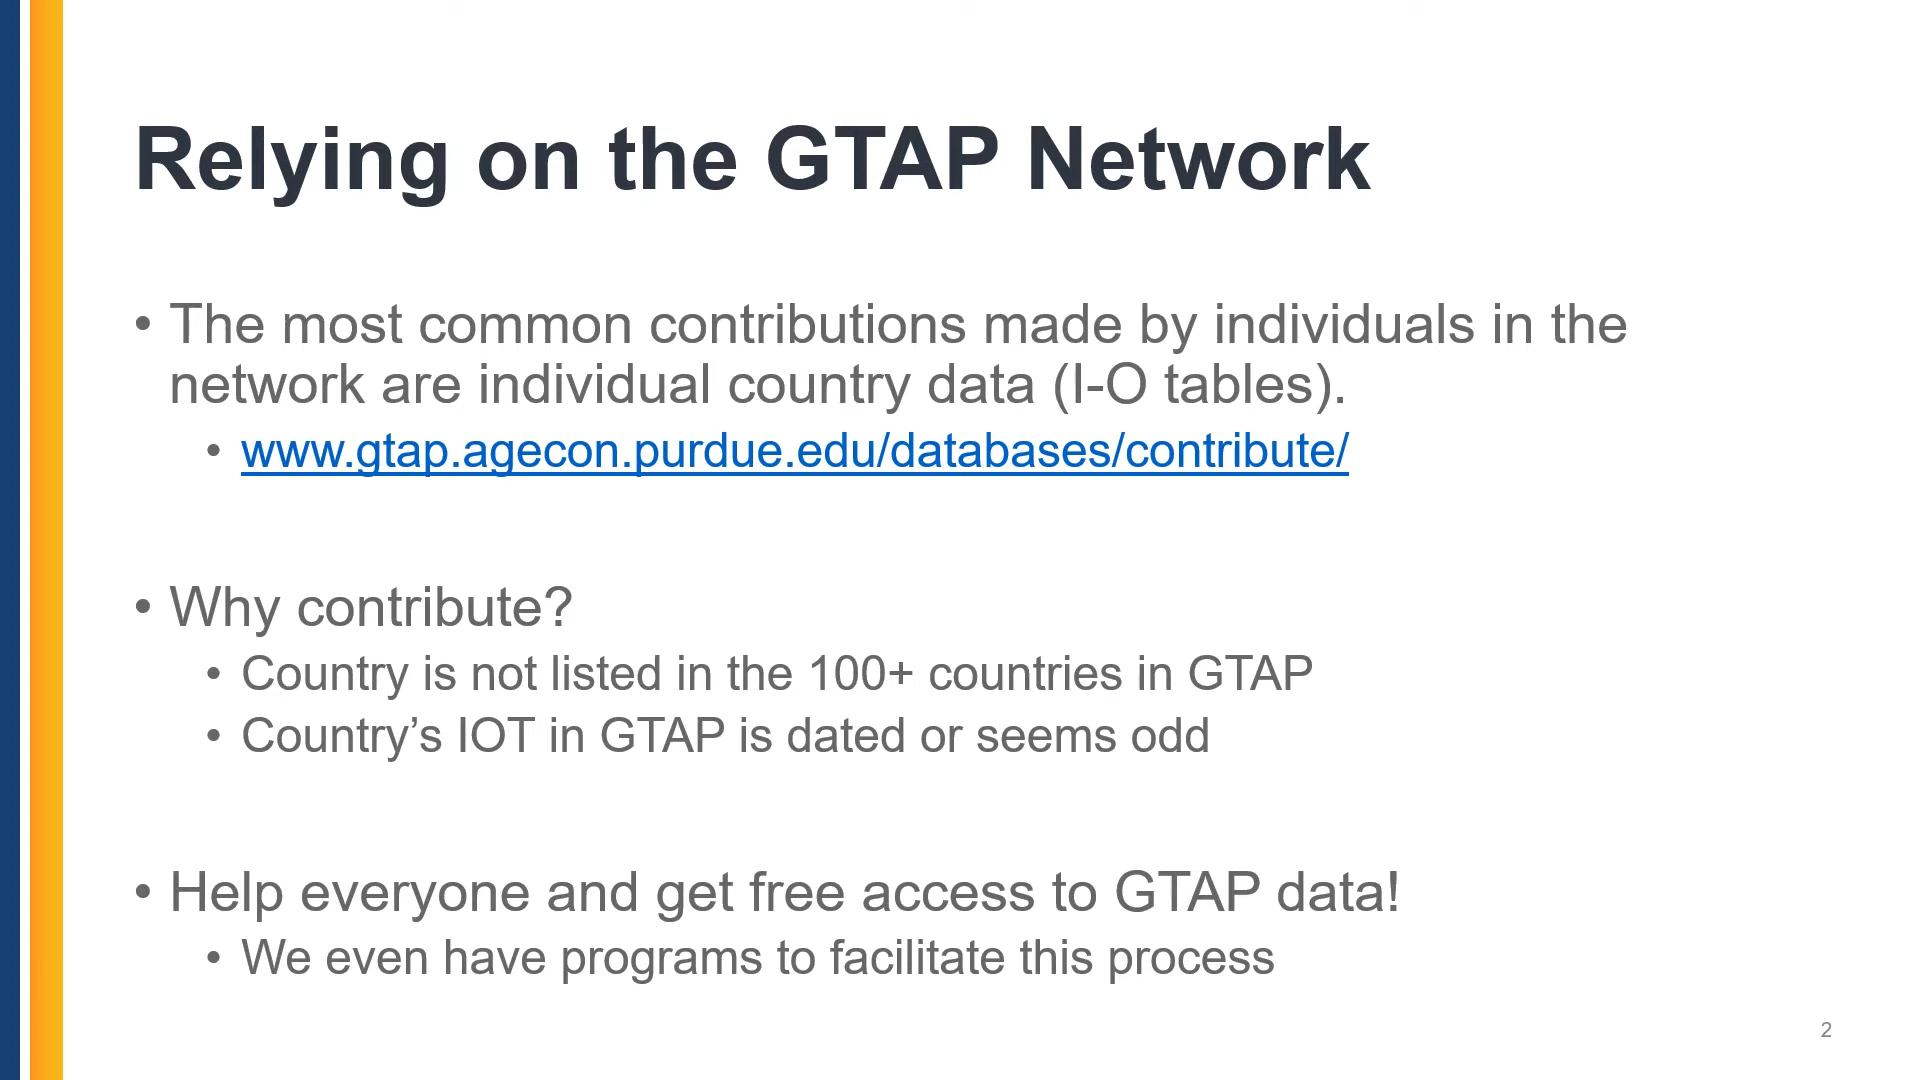 Relying on the GTAP Network
• The most common contributions made by individuals in the
network are individual country data (I-O tables).
• www.gtap.agecon.purdue.edu/databases/contribute/
• Why contribute?
• Country is not listed in the 100+ countries in GTAP
• Country’s IOT in GTAP is dated or seems odd
• Help everyone and get free access to GTAP data!
• We even have programs to facilitate this process
2